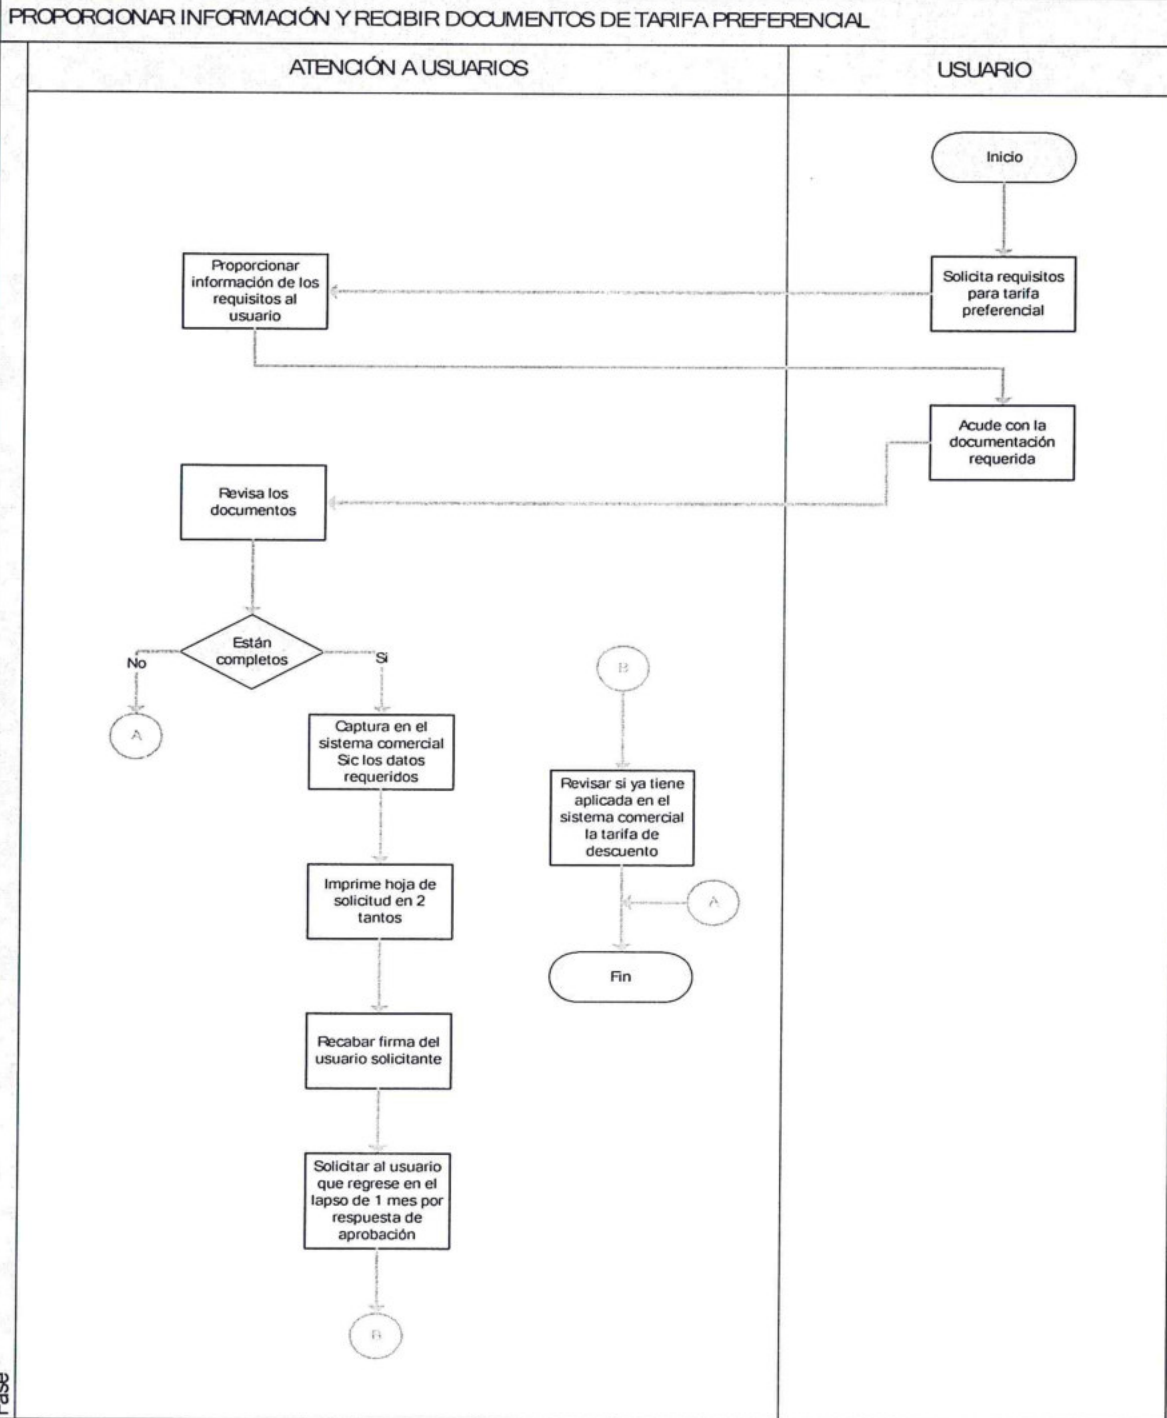 PROPORCIONAR INFORMACIÓN Y RECIBIR DOCUMENTOS DE TARIFA PREFERENCIAL
ATENCIÓN A USUARIOS
USUARIO
Inicio
Solicita requisitos
para tarifa
preferencial
Proporcionar
información de los
requisitos al
usuario
Acude con la
documentación
requerida
Revisa los
documentos
Están
completos
No
Si
A
Captura en el
sistema comercial
Sic los datos
requeridos
Imprime hoja de
solicitud en 2
tantos
Recabar firma del
usuario solicitante
Solicitar al usuario
que regrese en el
lapso de 1 mes por
respuesta de
aprobación
B
B
Revisar si ya tiene
aplicada en el
sistema comercial
la tarifa de
descuento
A
Fin
Fase